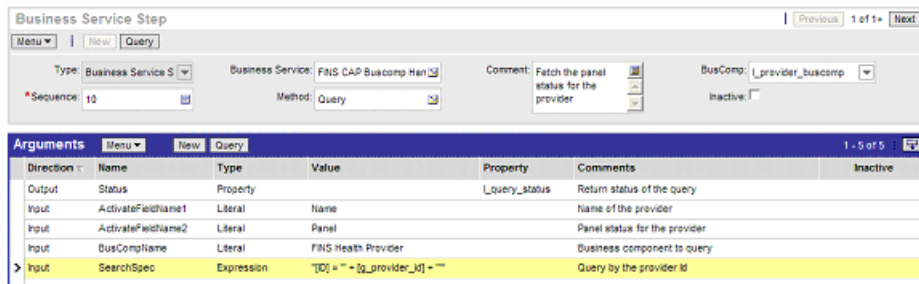 Business Service Step
Previous 1 of 1+ Next
Menu New Query
Type: Business Service S Business Service: FINS CAP Buscomp Han Comment: Fetch the panel status for the provider BusComp: l_provider_buscomp
*Sequence: 10 Method: Query Inactive:
Arguments Menu New Query 1 - 5 of 5
Direction Name Type Value Property Comments Inactive
Output Status Property l_query_status Return status of the query
Input ActivateFieldName1 Literal Name Name of the provider
Input ActivateFieldName2 Literal Panel Panel status for the provider
Input BusCompName Literal FINS Health Provider Business component to query
Input SearchSpec Expression "[ID] = '" + [g_provider_id] + "'" Query by the provider Id